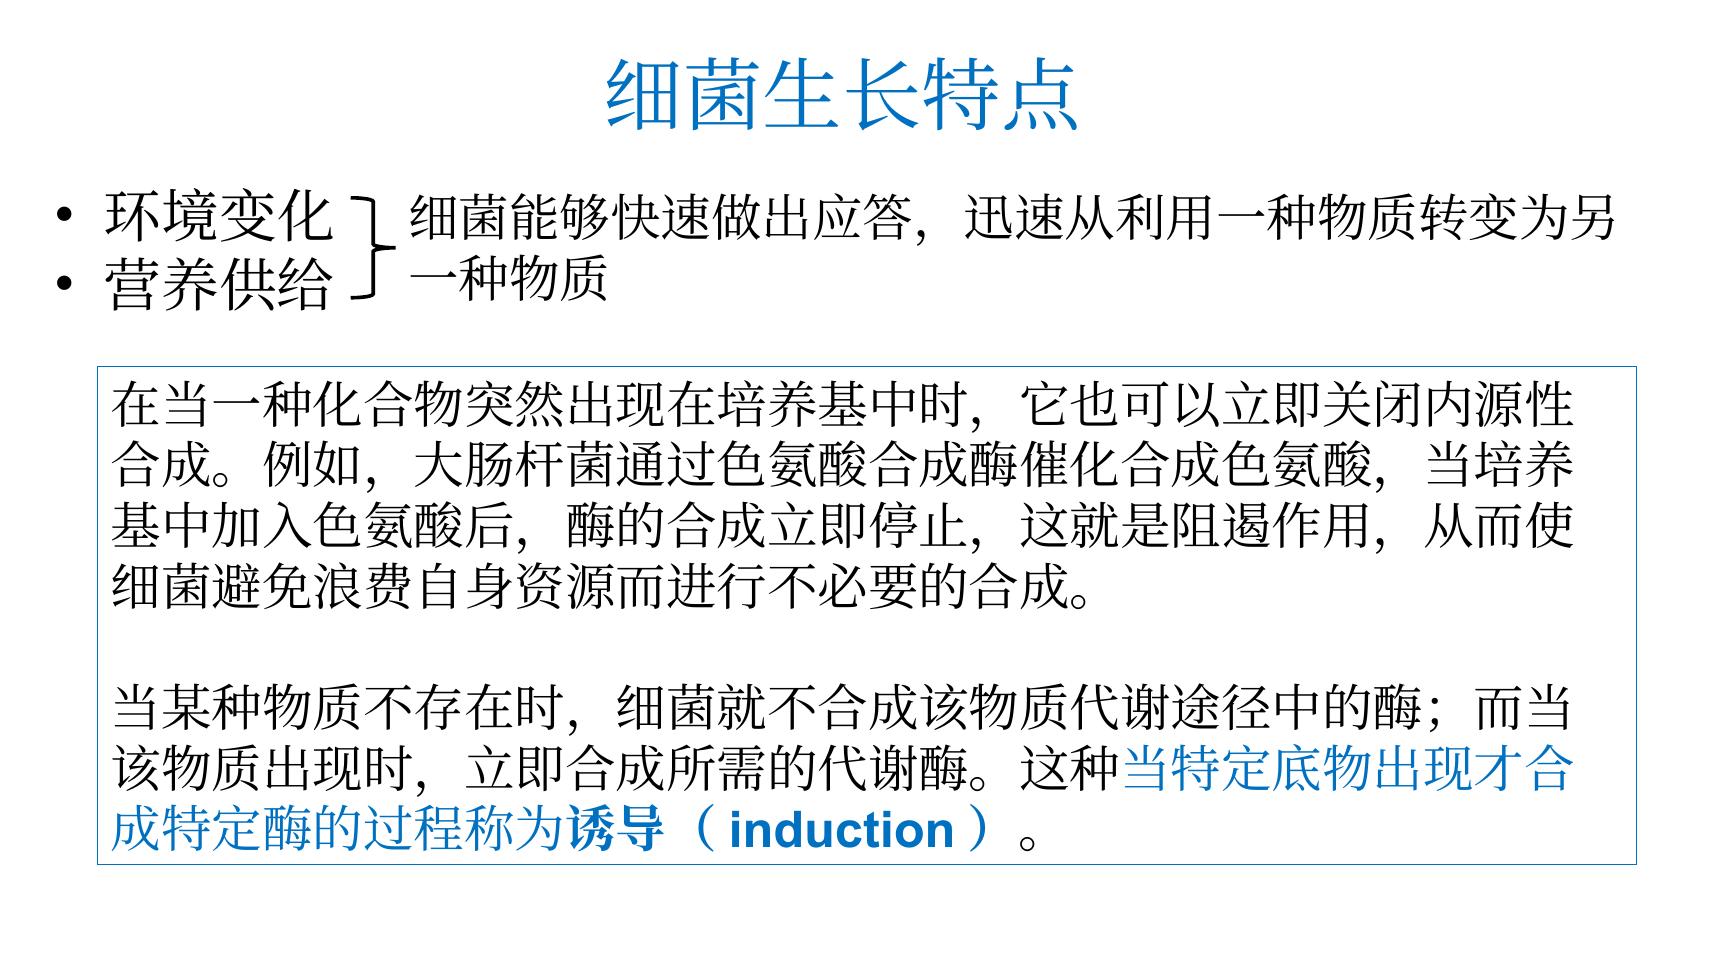 细菌生长特点
• 环境变化
• 营养供给
细菌能够快速做出应答，迅速从利用一种物质转变为另
一种物质
在当一种化合物突然出现在培养基中时，它也可以立即关闭内源性
合成。例如，大肠杆菌通过色氨酸合成酶催化合成色氨酸，当培养
基中加入色氨酸后，酶的合成立即停止，这就是阻遏作用，从而使
细菌避免浪费自身资源而进行不必要的合成。
当某种物质不存在时，细菌就不合成该物质代谢途径中的酶；而当
该物质出现时，立即合成所需的代谢酶。这种当特定底物出现才合
成特定酶的过程称为诱导（induction）。